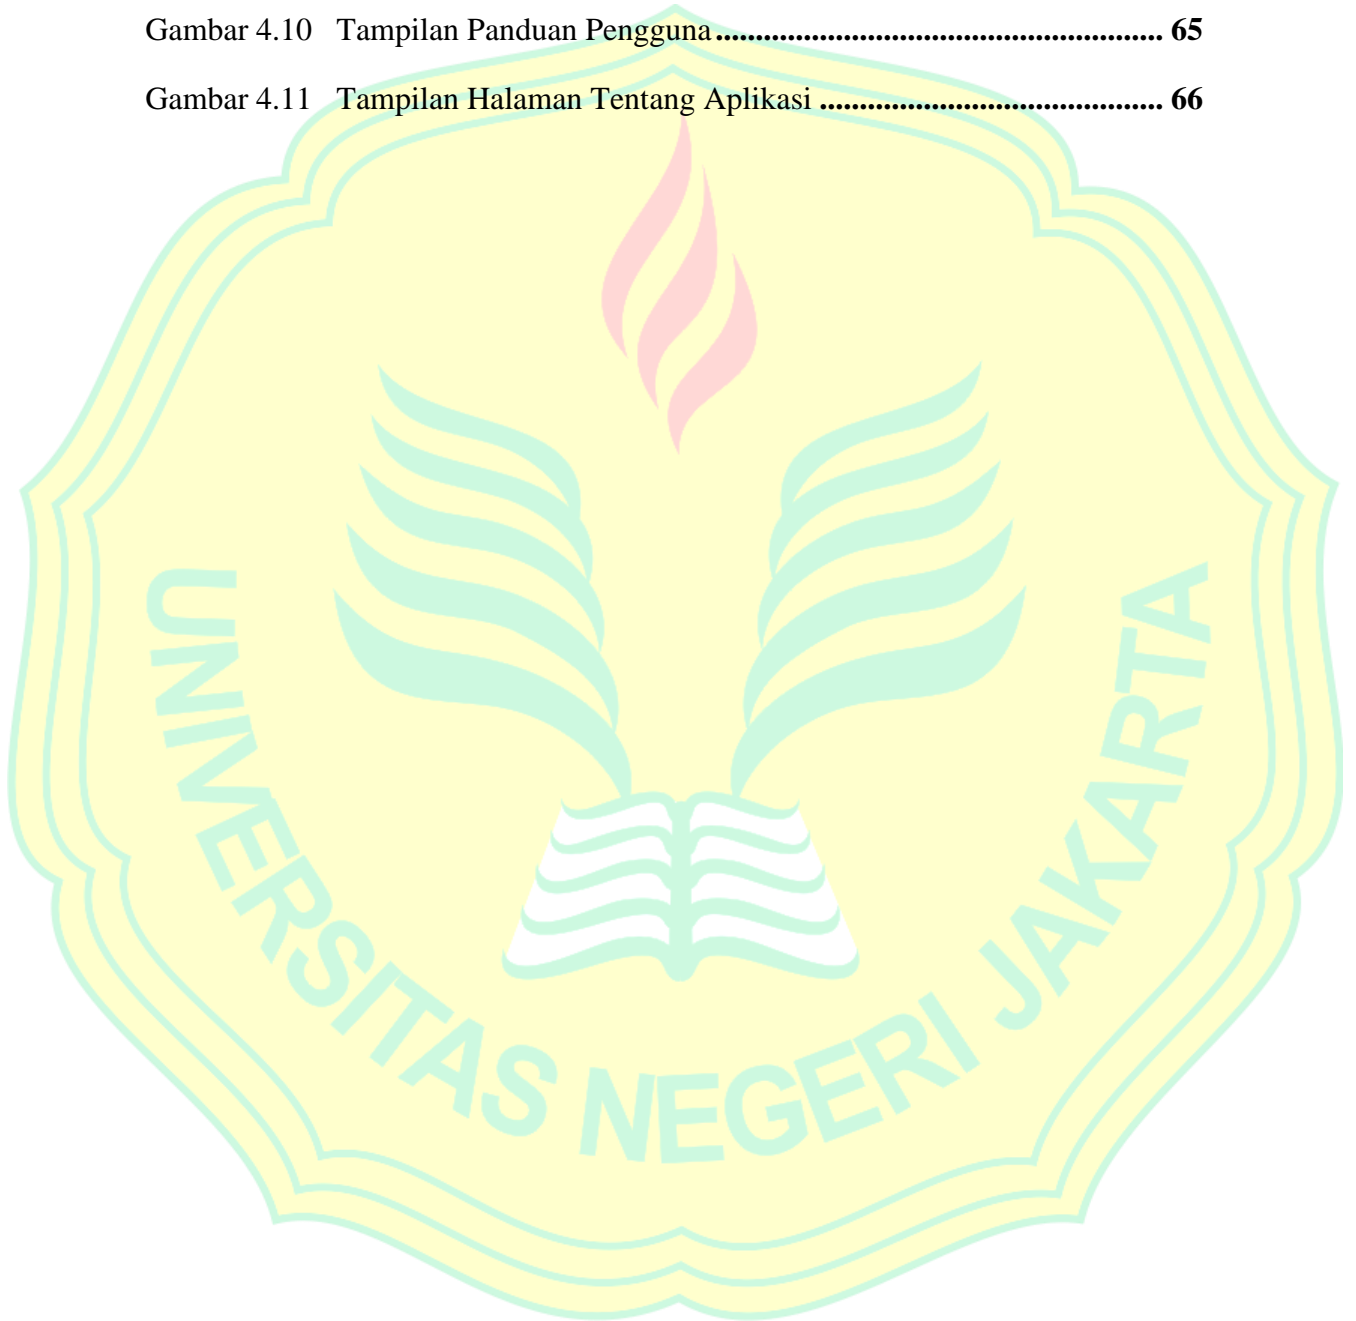 Gambar 4.10 Tampilan Panduan Pengguna........................................................ 65
Gambar 4.11 Tampilan Halaman Tentang Aplikasi ........................................... 66
UNIVERSITAS NEGERI JAKARTA